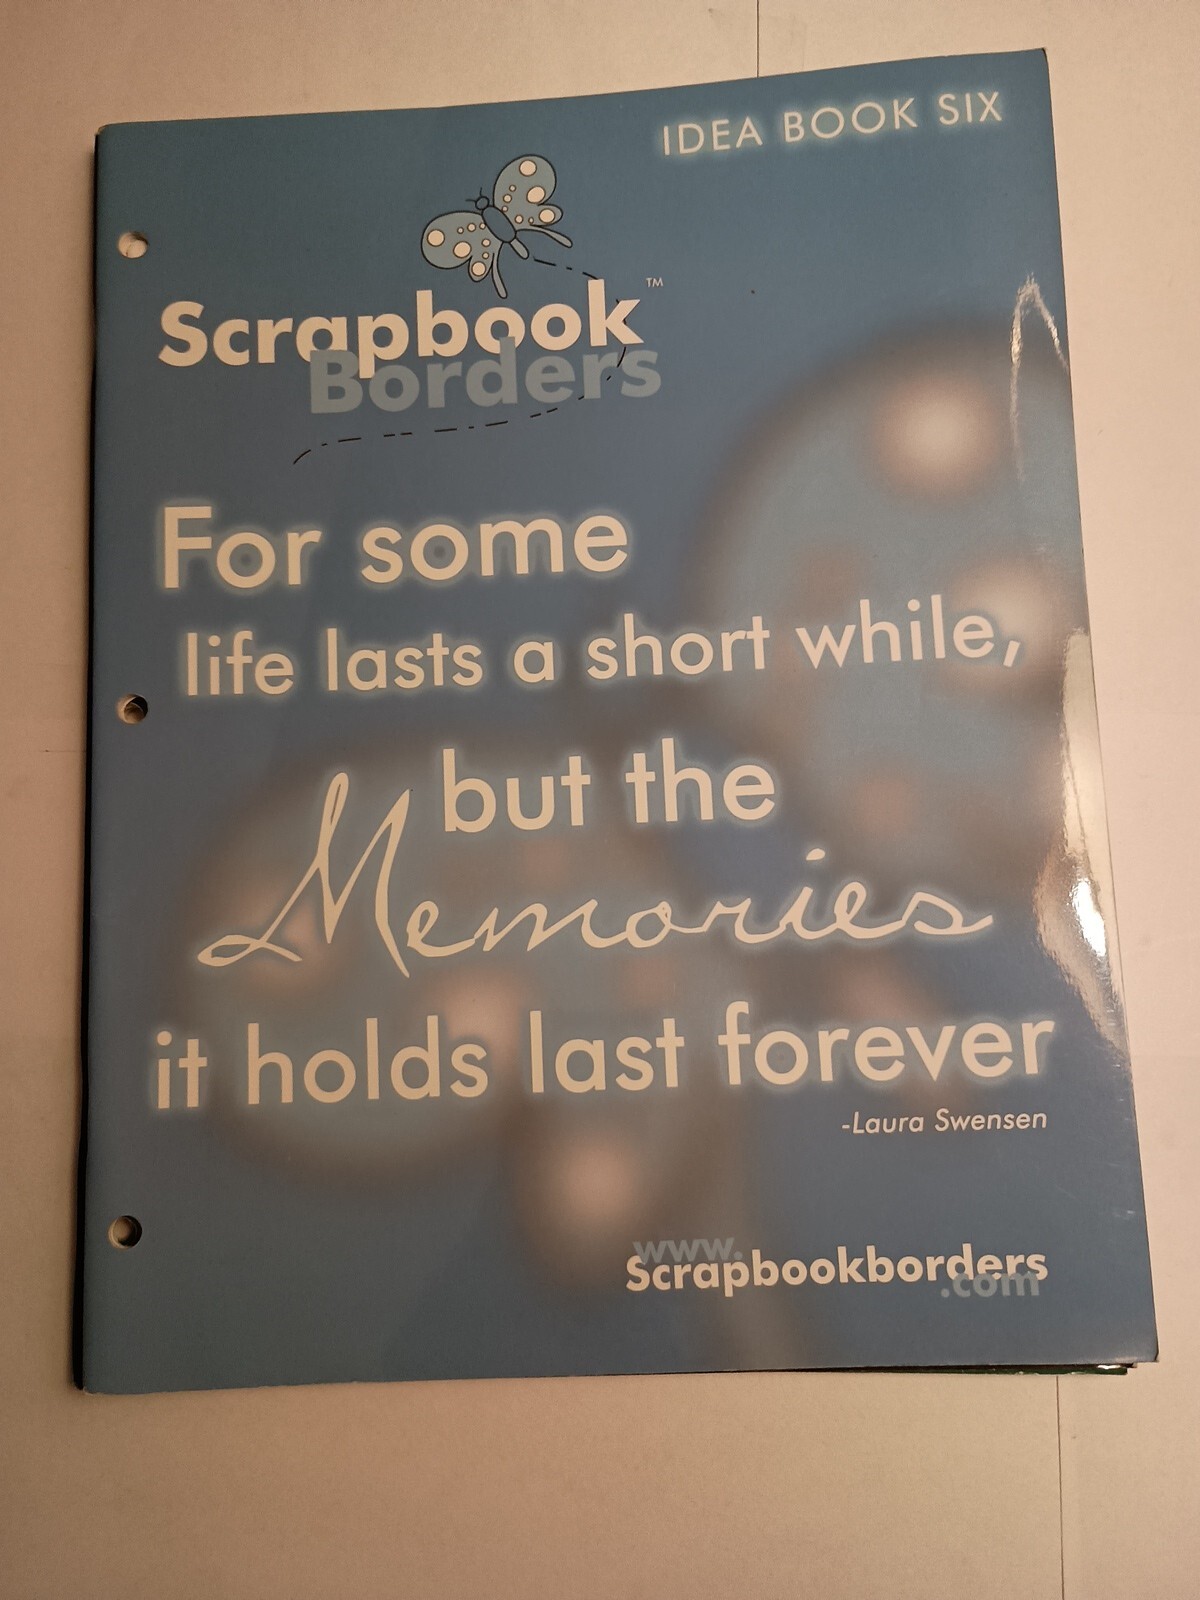 IDEA BOOK SIX
Scrapbook™
Borders
For some
life lasts a short while,
but the
Memories
it holds last forever
-Laura Swensen
www.
Scrapbookborders
.com